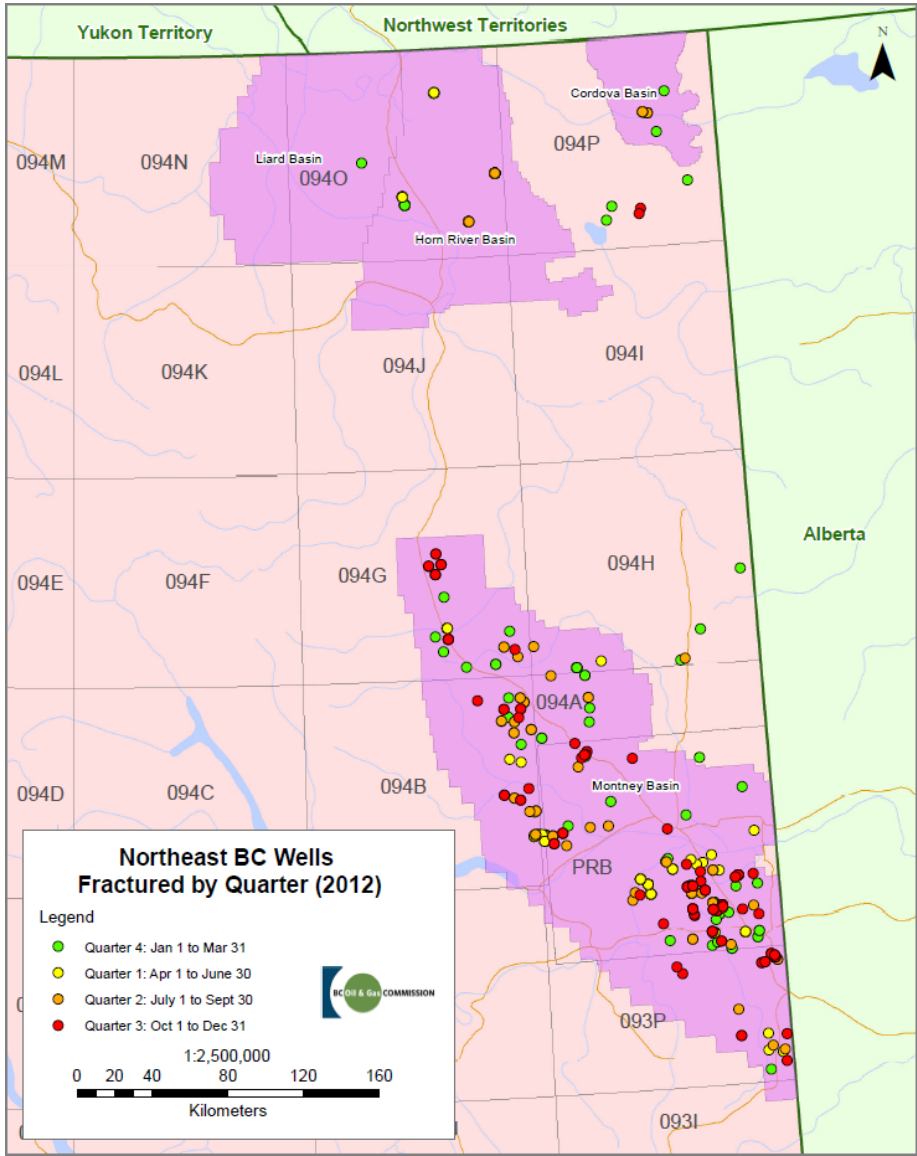 Yukon Territory
Northwest Territories
N
Cordova Basin
094M
094N
Liard Basin
094O
094P
Horn River Basin
094L
094K
094J
094I
Alberta
094E
094F
094G
094H
094A
094D
094C
094B
Montney Basin
PRB
093P
093I
Northeast BC Wells
Fractured by Quarter (2012)
Legend
Quarter 4: Jan 1 to Mar 31
Quarter 1: Apr 1 to June 30
Quarter 2: July 1 to Sept 30
Quarter 3: Oct 1 to Dec 31
BC Oil & Gas COMMISSION
1:2,500,000
0 20 40 80 120 160
Kilometers